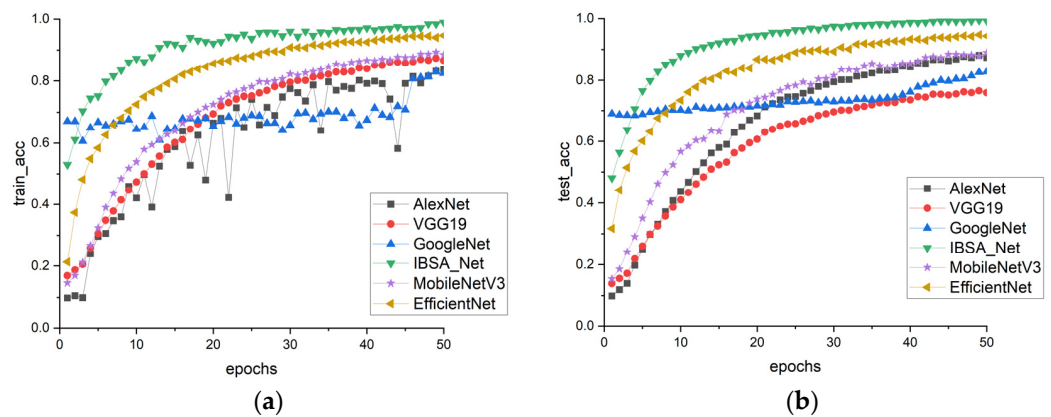 1.0
0.8
0.6
0.4
0.2
0.0
train_acc
0 10 20 30 40 50
epochs
AlexNet
VGG19
GoogleNet
IBSA_Net
MobileNetV3
EfficientNet
(a)
1.0
0.8
0.6
0.4
0.2
0.0
test_acc
0 10 20 30 40 50
epochs
AlexNet
VGG19
GoogleNet
IBSA_Net
MobileNetV3
EfficientNet
(b)